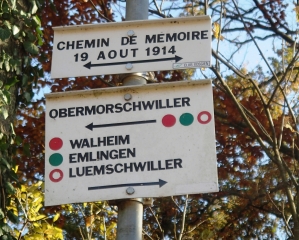 CHEMIN DE MEMOIRE
19 AOUT 1914
OBERMORSCHWILLER
WALHEIM
EMLINGEN
LUEMSCHWILLER